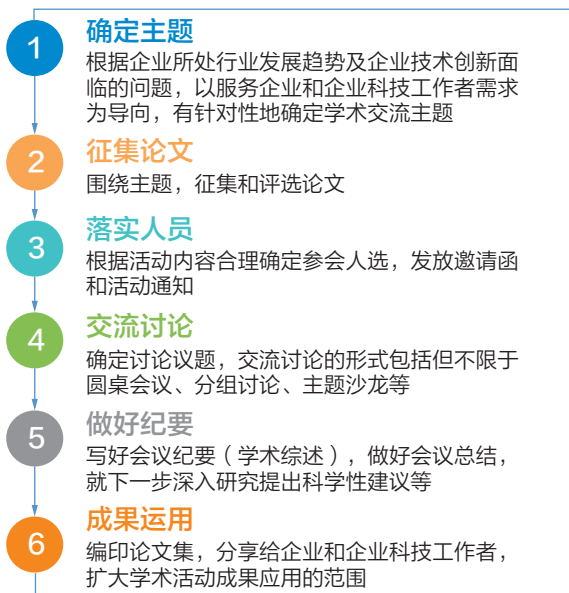 1
确定主题
根据企业所处行业发展趋势及企业技术创新面
临的问题，以服务企业和企业科技工作者需求
为导向，有针对性地确定学术交流主题
2
征集论文
围绕主题，征集和评选论文
3
落实人员
根据活动内容合理确定参会人选，发放邀请函
和活动通知
4
交流讨论
确定讨论议题，交流讨论的形式包括但不限于
圆桌会议、分组讨论、主题沙龙等
5
做好纪要
写好会议纪要（学术综述），做好会议总结，
就下一步深入研究提出科学性建议等
6
成果运用
编印论文集，分享给企业和企业科技工作者，
扩大学术活动成果应用的范围